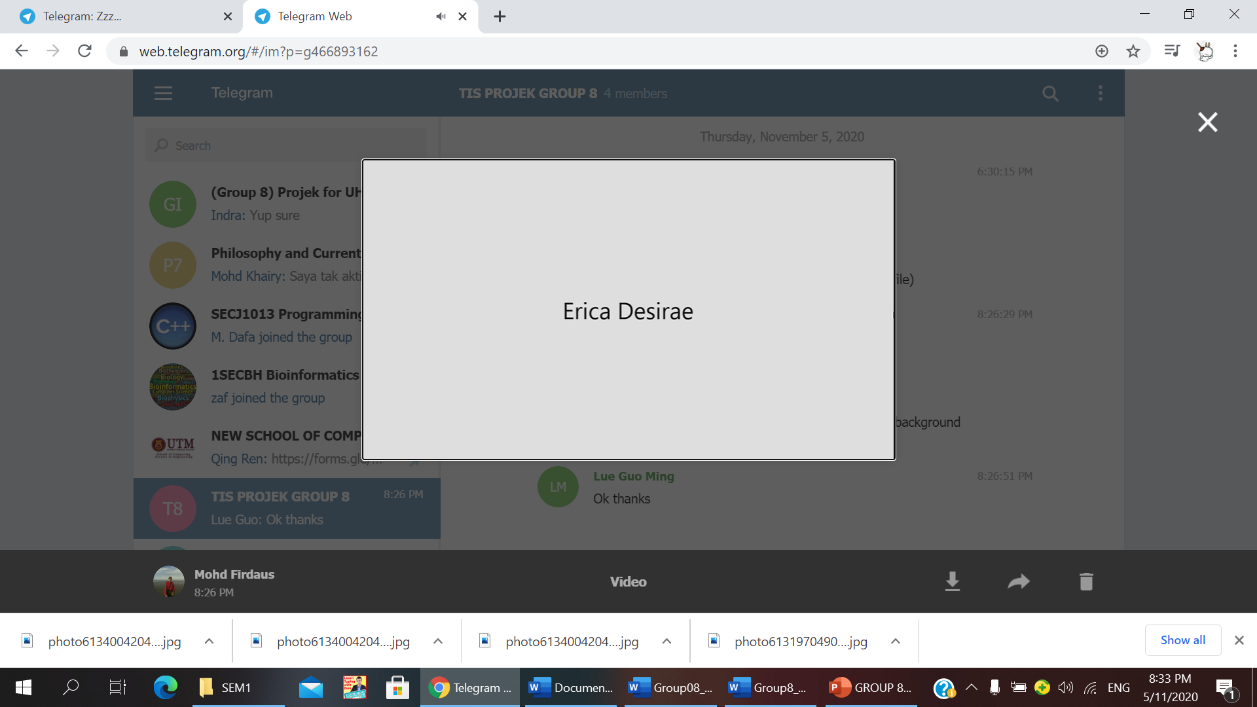 Telegram: Zzz...
Telegram Web
web.telegram.org/#/im?p=g466893162
Telegram
TIS PROJEK GROUP 8 4 members
Search
Thursday, November 5, 2020
6:30:15 PM
GI
(Group 8) Projek for UH
Indra: Yup sure
P7
Philosophy and Current
Mohd Khairy: Saya tak akti
ile)
C++
SECJ1013 Programming
M. Dafa joined the group
8:26:29 PM
1SECBH Bioinformatics
zaf joined the group
Erica Desirae
background
UTM
NEW SCHOOL OF COMP
Qing Ren: https://forms.gl/...
T8
TIS PROJEK GROUP 8 8:26 PM
Lue Guo: Ok thanks
LM
Lue Guo Ming 8:26:51 PM
Ok thanks
Mohd Firdaus
8:26 PM
Video
photo6134004204....jpg
photo6134004204....jpg
photo6134004204....jpg
photo6131970490....jpg
Show all
SEM1
Telegram ...
Documen...
Group08_...
Group8_...
GROUP 8...
ENG
8:33 PM
5/11/2020
1